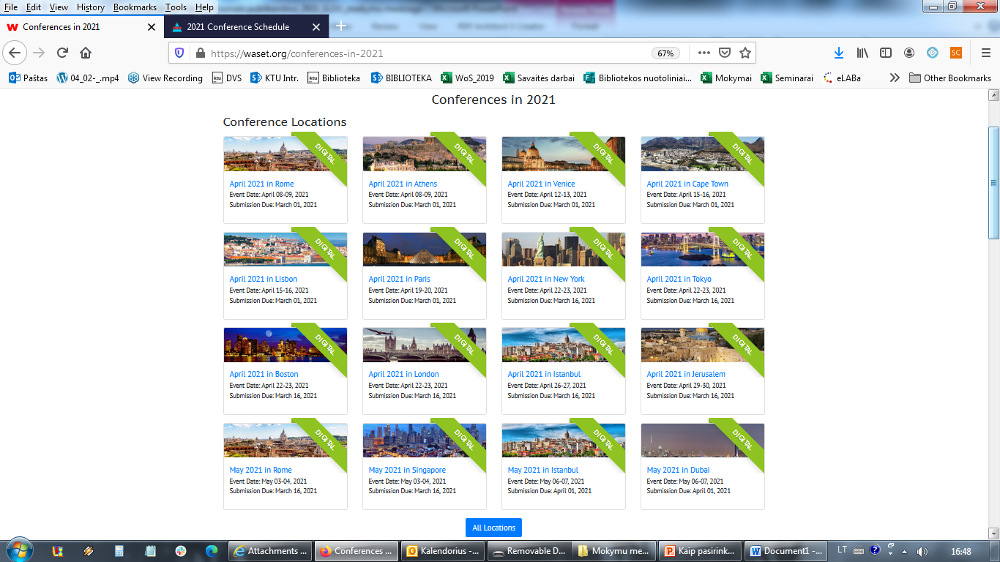 File Edit View History Bookmarks Tools Help
Conferences in 2021
2021 Conference Schedule
https://waset.org/conferences-in-2021 67%
Paštas 04_02-_.mp4 View Recording DVS KTU Intr. Biblioteka BIBLIOTEKA WoS_2019 Savaitės darbai Bibliotekos nuotoliniai... Mokymai Seminarai eLABa Other Bookmarks
Conferences in 2021
Conference Locations
DIGITAL DIGITAL DIGITAL DIGITAL
April 2021 in Rome April 2021 in Athens April 2021 in Venice April 2021 in Cape Town
Event Date: April 08-09, 2021 Event Date: April 08-09, 2021 Event Date: April 12-13, 2021 Event Date: April 15-16, 2021
Submission Due: March 01, 2021 Submission Due: March 01, 2021 Submission Due: March 01, 2021 Submission Due: March 01, 2021
DIGITAL DIGITAL DIGITAL DIGITAL
April 2021 in Lisbon April 2021 in Paris April 2021 in New York April 2021 in Tokyo
Event Date: April 15-16, 2021 Event Date: April 19-20, 2021 Event Date: April 22-23, 2021 Event Date: April 22-23, 2021
Submission Due: March 01, 2021 Submission Due: March 01, 2021 Submission Due: March 16, 2021 Submission Due: March 16, 2021
DIGITAL DIGITAL DIGITAL DIGITAL
April 2021 in Boston April 2021 in London April 2021 in Istanbul April 2021 in Jerusalem
Event Date: April 22-23, 2021 Event Date: April 22-23, 2021 Event Date: April 26-27, 2021 Event Date: April 29-30, 2021
Submission Due: March 16, 2021 Submission Due: March 16, 2021 Submission Due: March 16, 2021 Submission Due: March 16, 2021
DIGITAL DIGITAL DIGITAL DIGITAL
May 2021 in Rome May 2021 in Singapore May 2021 in Istanbul May 2021 in Dubai
Event Date: May 03-04, 2021 Event Date: May 03-04, 2021 Event Date: May 06-07, 2021 Event Date: May 06-07, 2021
Submission Due: March 16, 2021 Submission Due: March 16, 2021 Submission Due: April 01, 2021 Submission Due: April 01, 2021
All Locations
Attachments ... Conferences ... Kalendorius -... Removable D... Mokymu me... Kaip pasirink... Document1 -... LT 16:48